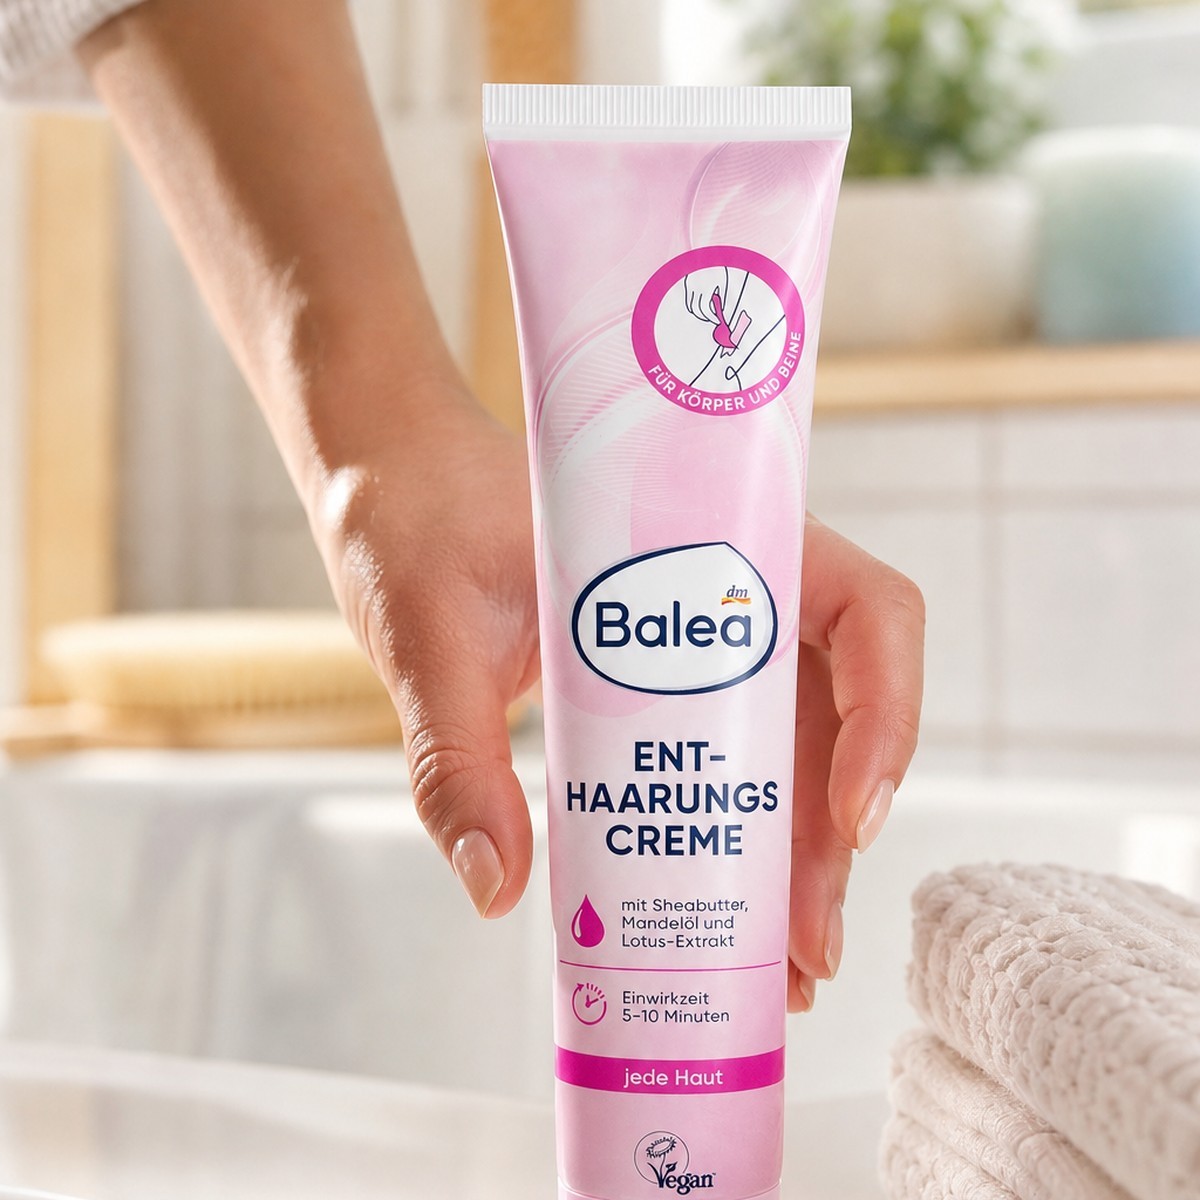 FÜR KÖRPER UND BEINE
dm
Balea
ENT-
HAARUNGS
CREME
mit Sheabutter,
Mandelöl und
Lotus-Extrakt
Einwirkzeit
5-10 Minuten
jede Haut
Vegan